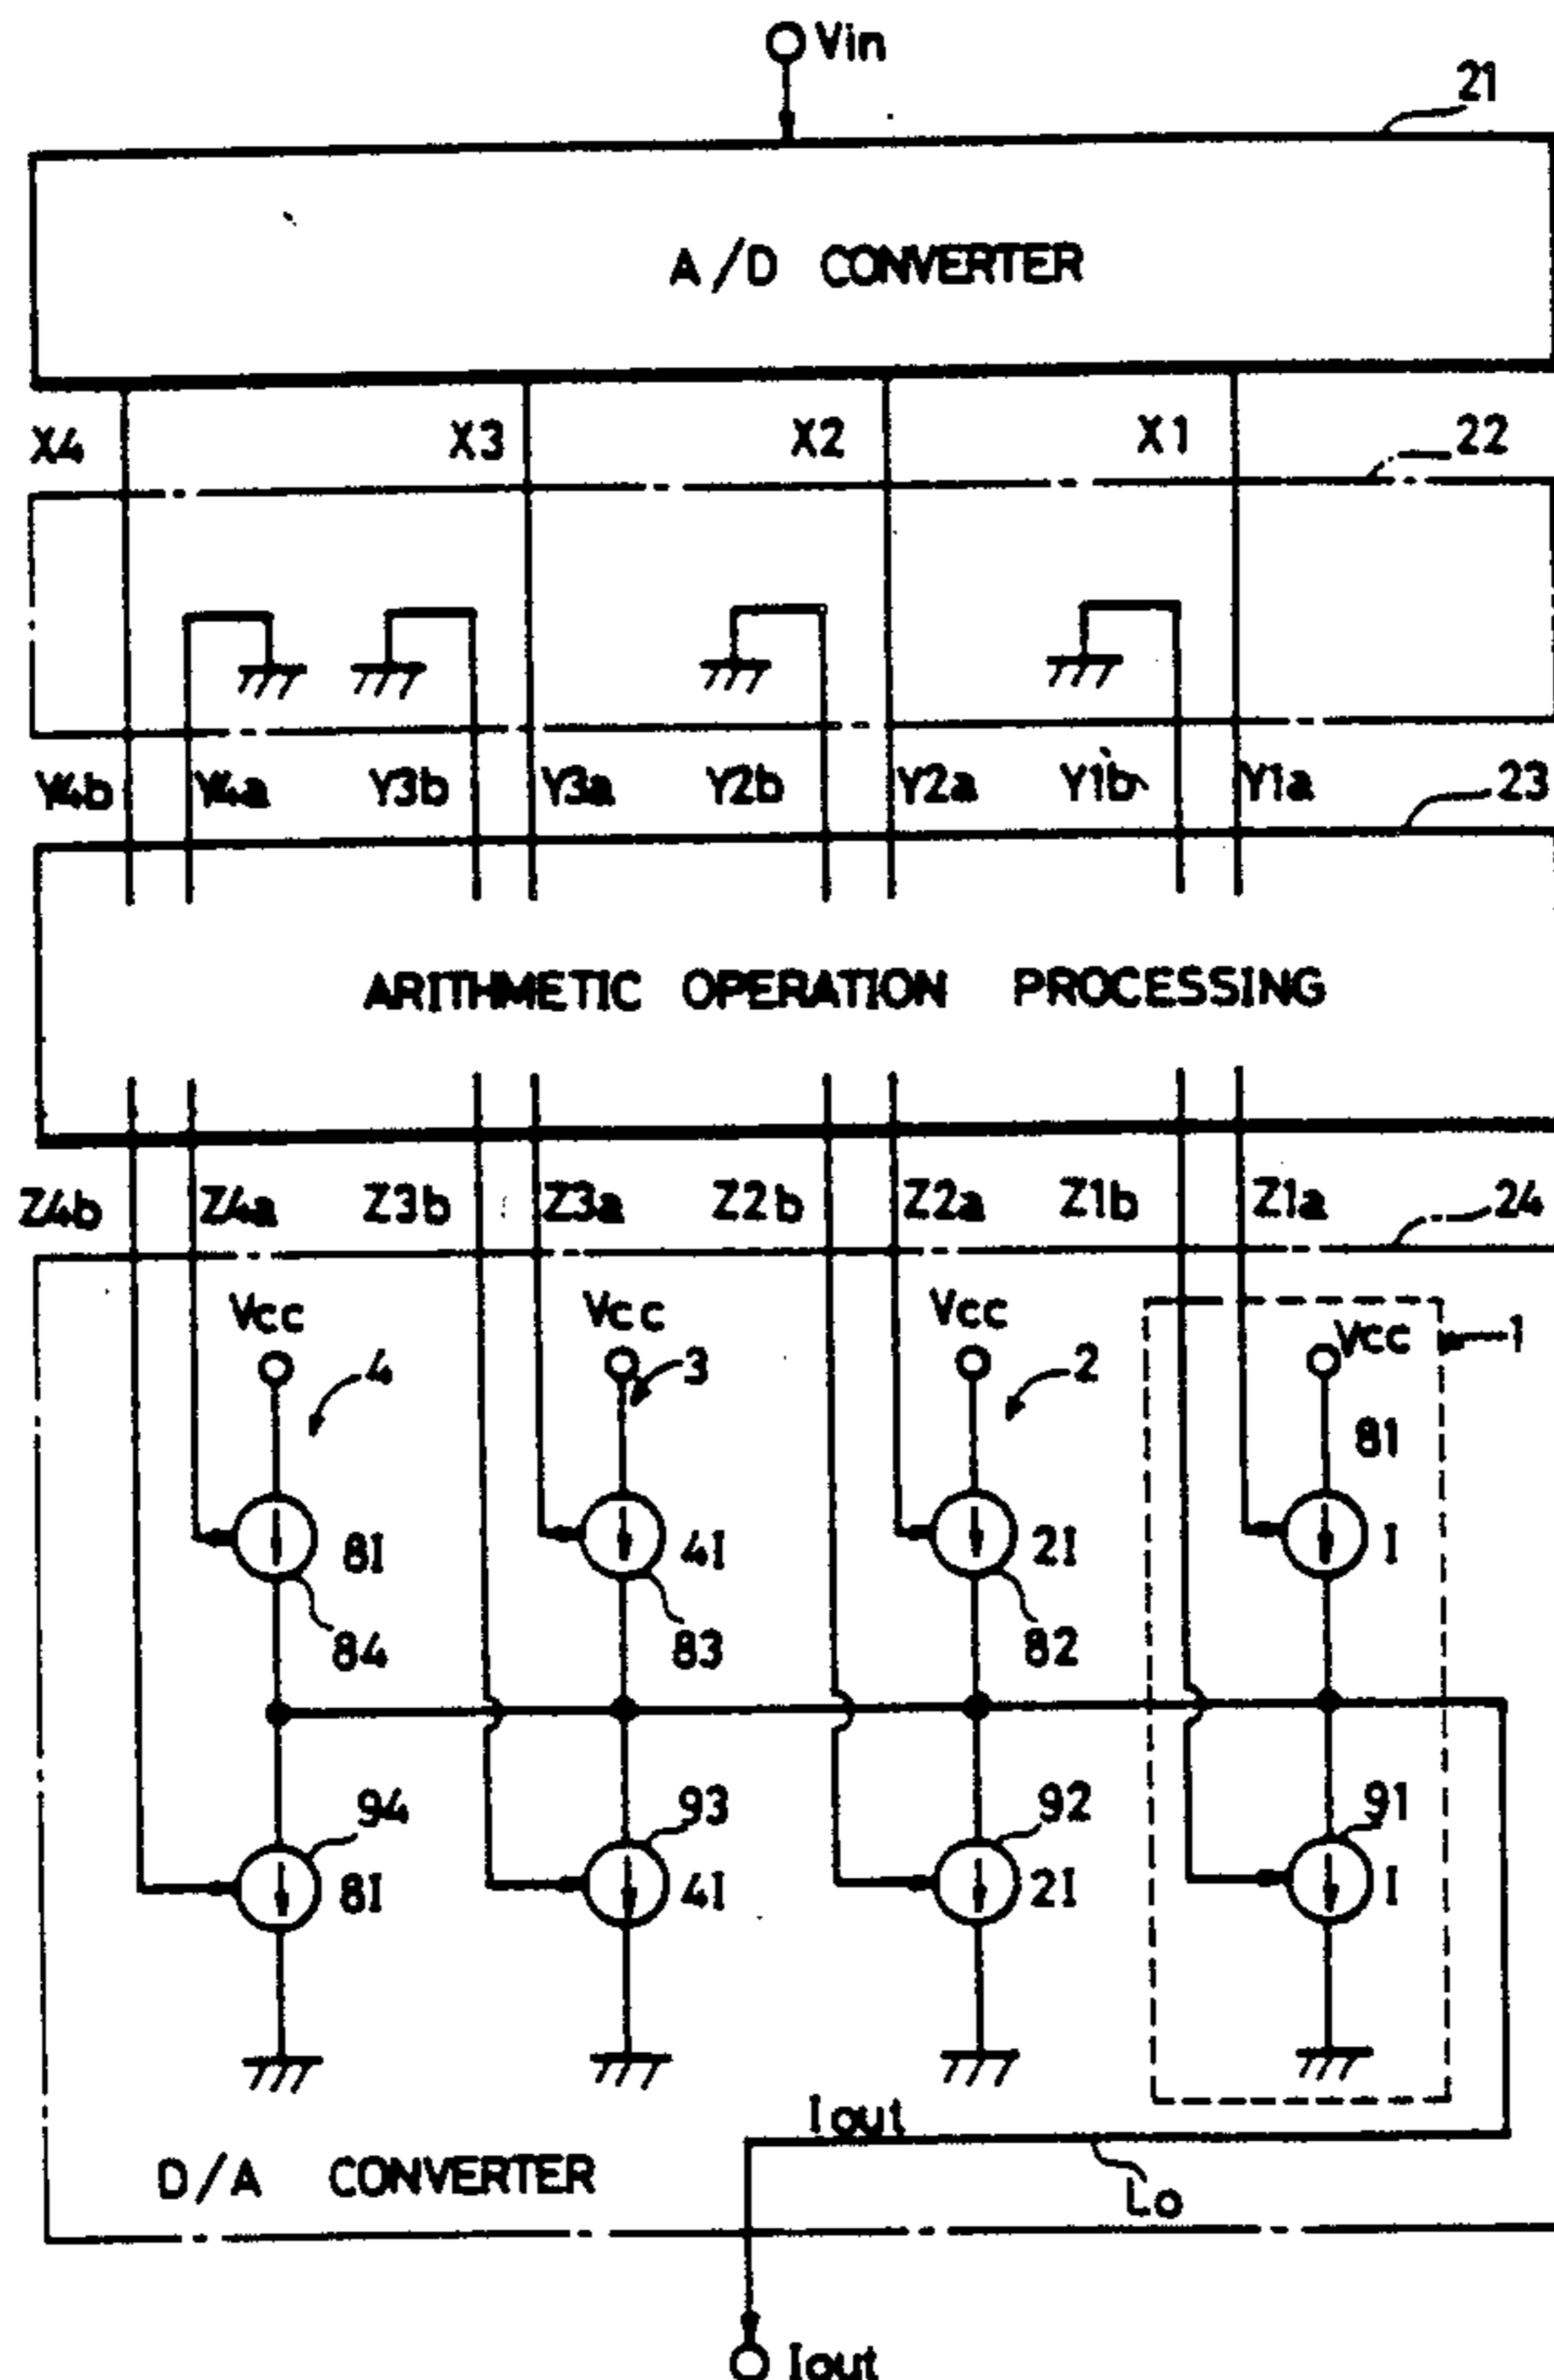 Vin
21
A/D CONVERTER
X4 X3 X2 X1 22
Y4b Y4a Y3b Y3a Y2b Y2a Y1b Y1a 23
ARITHMETIC OPERATION PROCESSING
Z4b Z4a Z3b Z3a Z2b Z2a Z1b Z1a 24
Vcc Vcc Vcc Vcc 1
4 3 2
81
8I 4I 2I I
84 83 82
94 93 92 91
8I 4I 2I I
Iout
D/A CONVERTER Lo
Iout